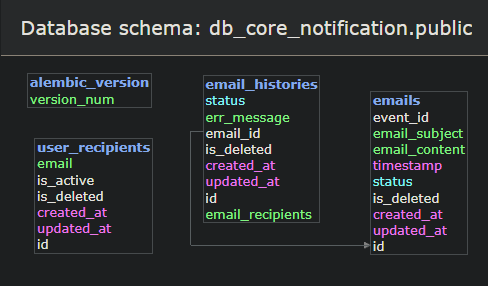 Database schema: db_core_notification.public
alembic_version
version_num
user_recipients
email
is_active
is_deleted
created_at
updated_at
id
email_histories
status
err_message
email_id
is_deleted
created_at
updated_at
id
email_recipients
emails
event_id
email_subject
email_content
timestamp
status
is_deleted
created_at
updated_at
id